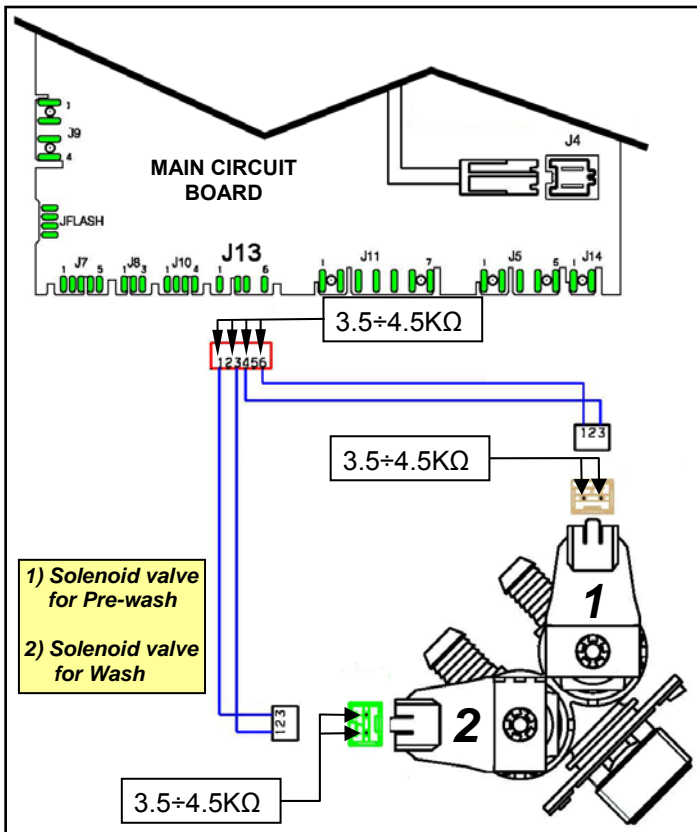 1
J9
4
MAIN CIRCUIT
BOARD
J4
JFLASH
J7
1 5
J8
1 3
J10
1 4
J13
1 6
J11
1 7
J5
1 5
J14
1
3.5÷4.5KΩ
123456
123
3.5÷4.5KΩ
1
1) Solenoid valve
for Pre-wash
2) Solenoid valve
for Wash
123
2
3.5÷4.5KΩ